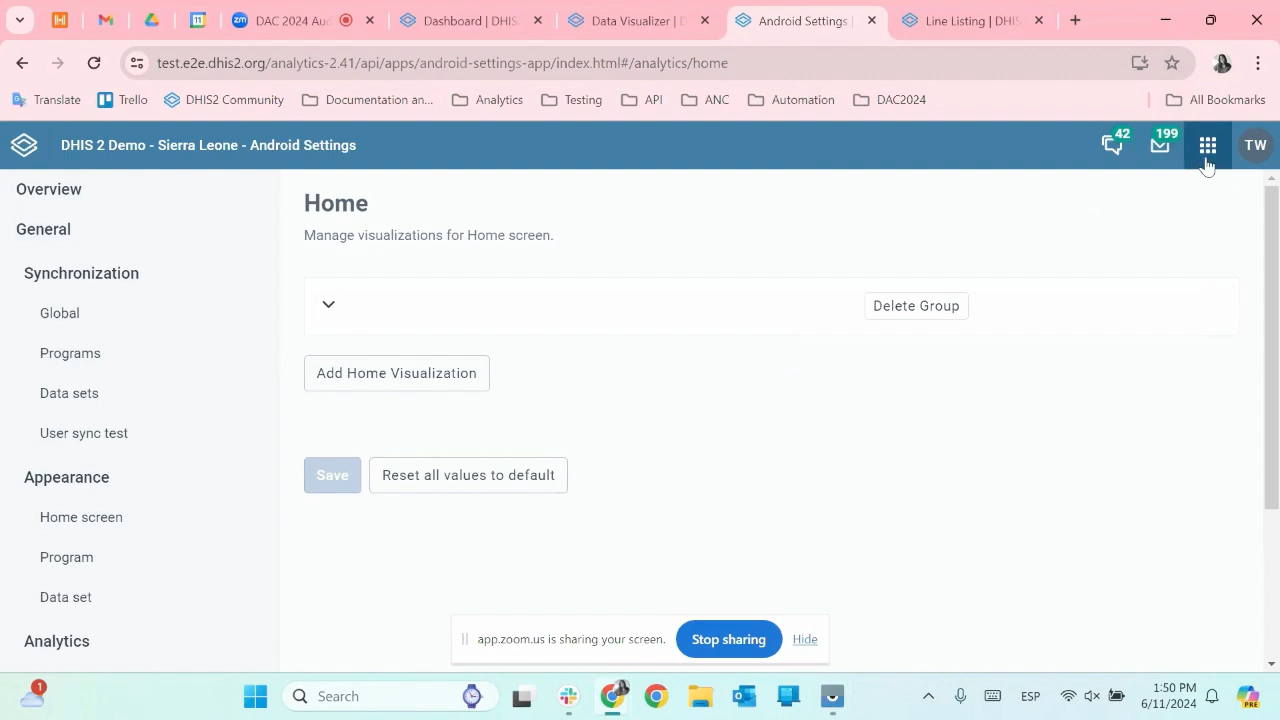 DAC 2024 Au
Dashboard | DHIS
Data Visualizer | D
Android Settings |
Line Listing | DHIS
test.e2e.dhis2.org/analytics-2.41/api/apps/android-settings-app/index.html#/analytics/home
Translate
Trello
DHIS2 Community
Documentation an...
Analytics
Testing
API
ANC
Automation
DAC2024
All Bookmarks
DHIS 2 Demo - Sierra Leone - Android Settings
42
199
TW
Overview
General
Synchronization
Global
Programs
Data sets
User sync test
Appearance
Home screen
Program
Data set
Analytics
Home
Manage visualizations for Home screen.
Delete Group
Add Home Visualization
Save
Reset all values to default
app.zoom.us is sharing your screen.
Stop sharing
Hide
1
Search
ESP
1:50 PM
6/11/2024
PRE